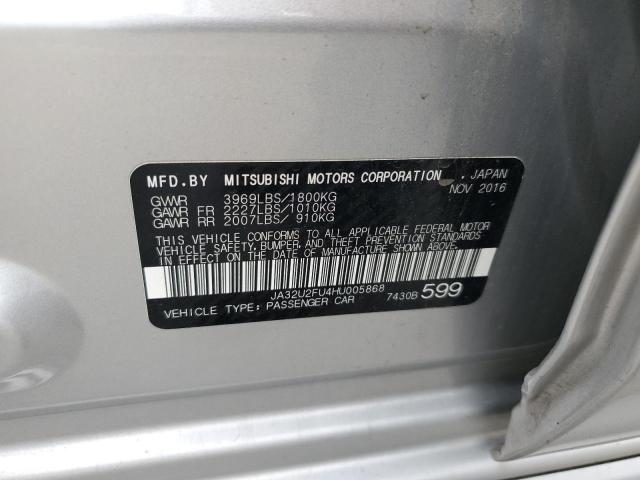 MFD.BY MITSUBISHI MOTORS CORPORATION . JAPAN
NOV 2016
GVWR 3969LBS/1800KG
GAWR FR 2227LBS/1010KG
GAWR RR 2007LBS/ 910KG
THIS VEHICLE CONFORMS TO ALL APPLICABLE FEDERAL MOTOR
VEHICLE SAFETY, BUMPER, AND THEFT PREVENTION STANDARDS
IN EFFECT ON THE DATE OF MANUFACTURE SHOWN ABOVE.
JA32U2FU4HU005868 7430B 599
VEHICLE TYPE: PASSENGER CAR